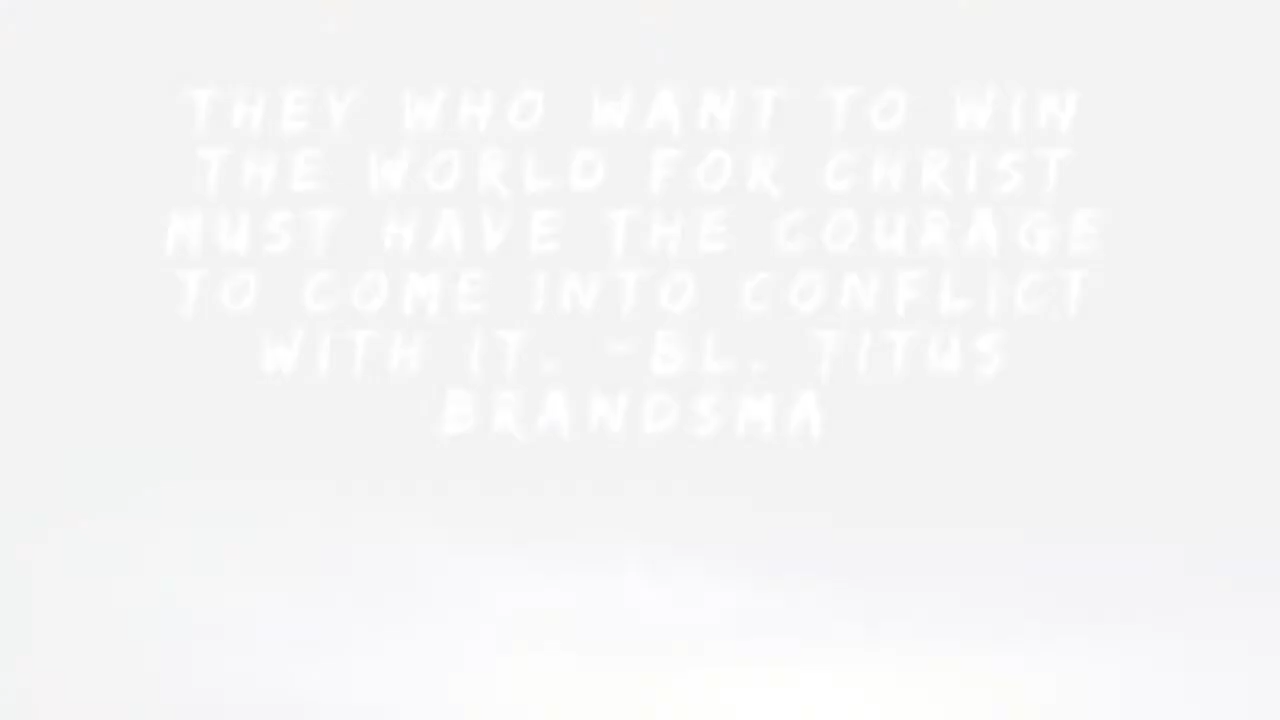 THEY WHO WANT TO WIN
THE WORLD FOR CHRIST
MUST HAVE THE COURAGE
TO COME INTO CONFLICT
WITH IT. -BL. TITUS
BRANDSMA